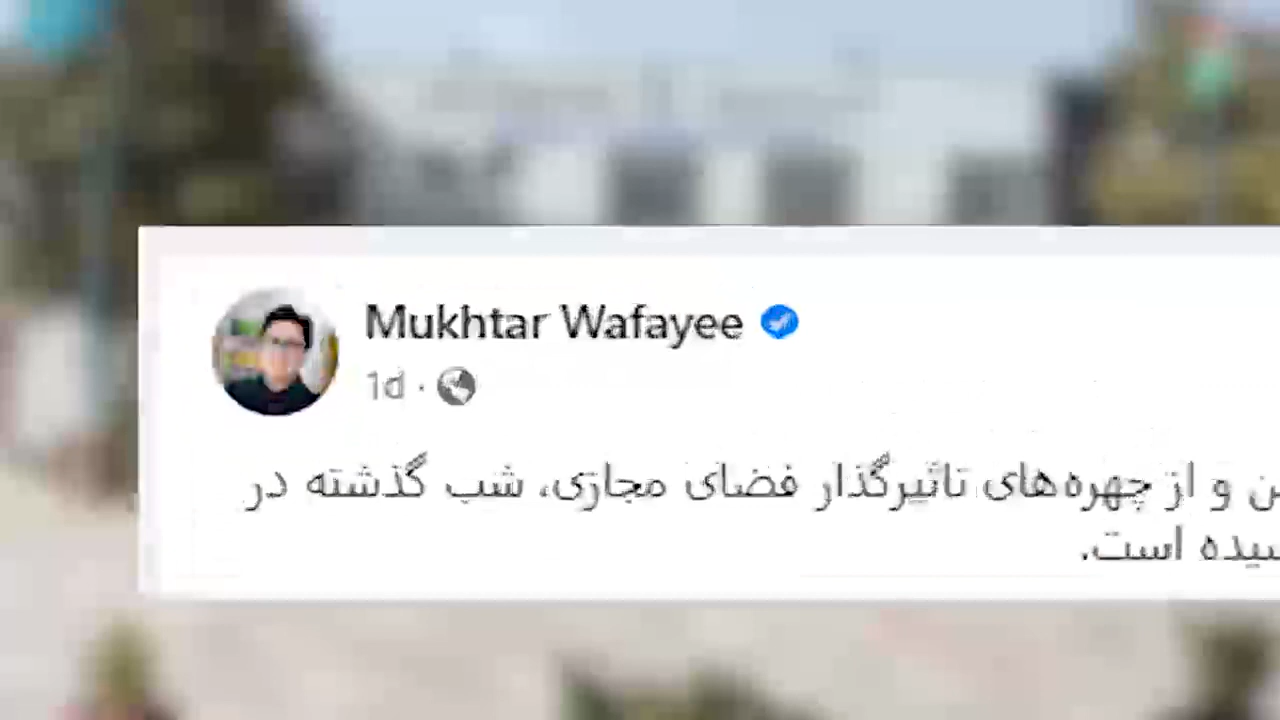 Mukhtar Wafayee
1d ·
و از چهره‌های تاثیرگذار فضای مجازی، شب گذشته در
است.